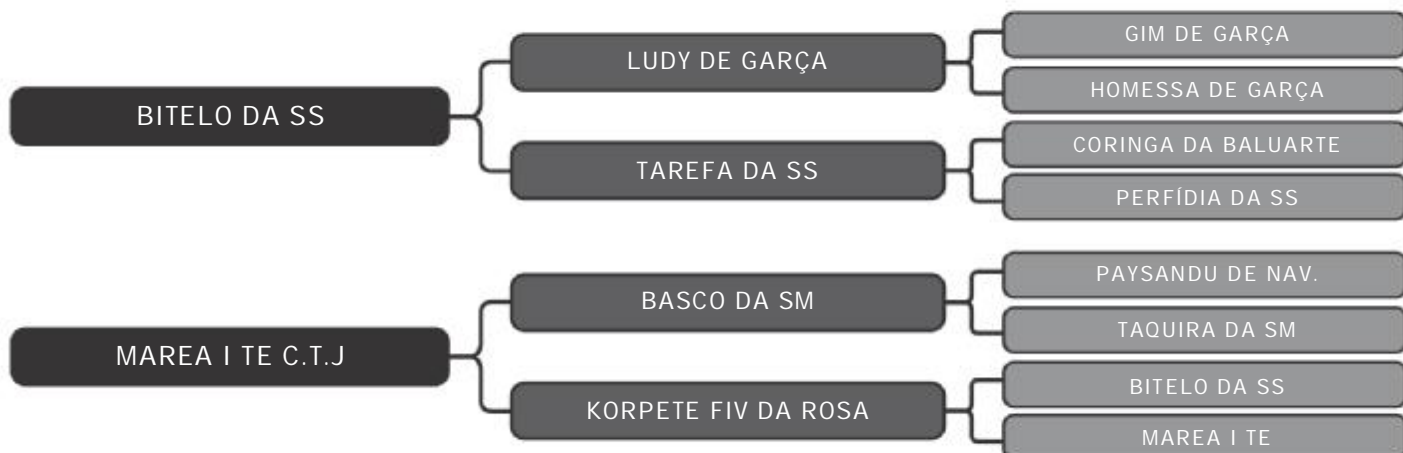 BITELO DA SS
LUDY DE GARÇA
GIM DE GARÇA
HOMESSA DE GARÇA
TAREFA DA SS
CORINGA DA BALUARTE
PERFÍDIA DA SS
MAREA I TE C.T.J
BASCO DA SM
PAYSANDU DE NAV.
TAQUIRA DA SM
KORPETE FIV DA ROSA
BITELO DA SS
MAREA I TE